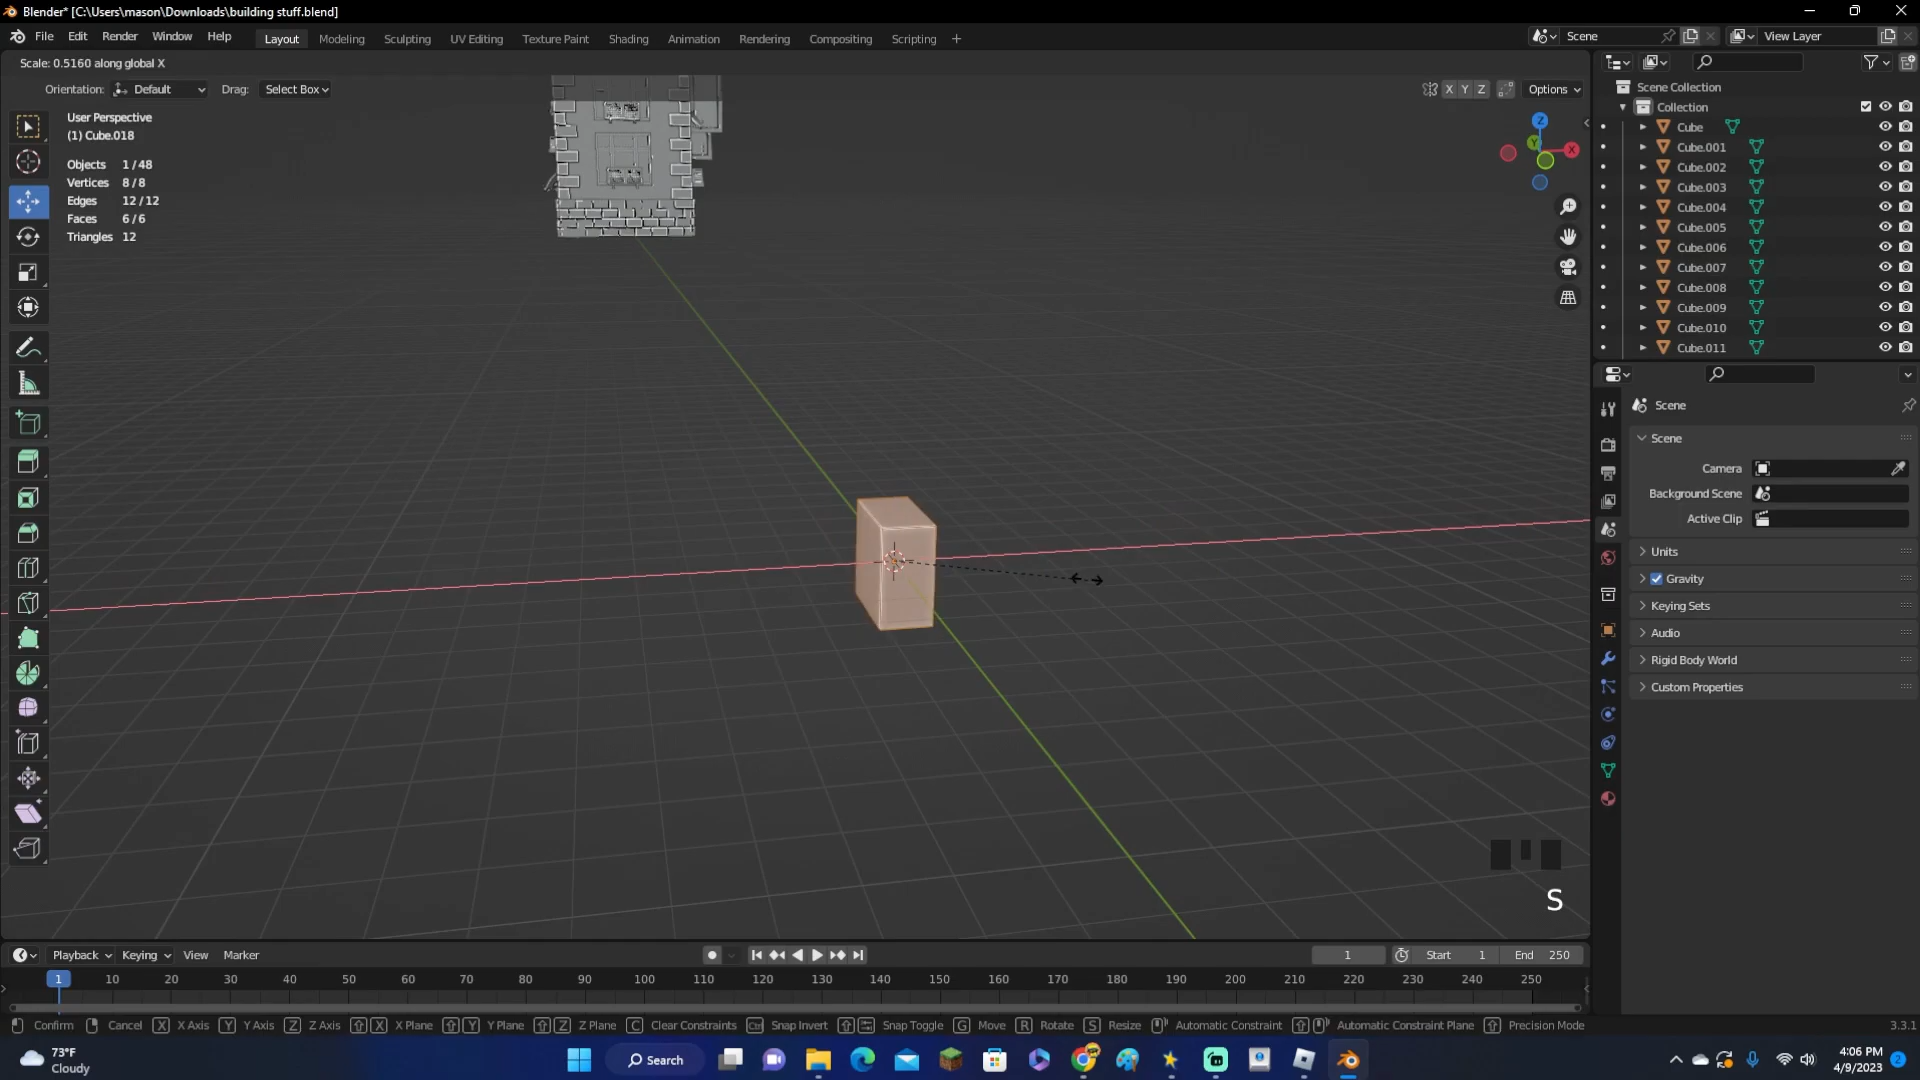 Blender* [C:\Users\mason\Downloads\building stuff.blend]
File Edit Render Window Help Layout Modeling Sculpting UV Editing Texture Paint Shading Animation Rendering Compositing Scripting + Scene View Layer
Scale: 0.5160 along global X
Orientation: Default Drag: Select Box X Y Z Options
User Perspective
(1) Cube.018
Objects 1/48
Vertices 8/8
Edges 12/12
Faces 6/6
Triangles 12
Z
Y
X
Scene Collection
Collection
Cube
Cube.001
Cube.002
Cube.003
Cube.004
Cube.005
Cube.006
Cube.007
Cube.008
Cube.009
Cube.010
Cube.011
Scene
Scene
Camera
Background Scene
Active Clip
Units
Gravity
Keying Sets
Audio
Rigid Body World
Custom Properties
S
Playback Keying View Marker 1 Start 1 End 250
1 10 20 30 40 50 60 70 80 90 100 110 120 130 140 150 160 170 180 190 200 210 220 230 240 250
Confirm Cancel X X Axis Y Y Axis Z Z Axis X X Plane Y Y Plane Z Z Plane C Clear Constraints Ctrl Snap Invert Snap Toggle G Move R Rotate S Resize Automatic Constraint Automatic Constraint Plane Precision Mode 3.3.1
73°F
Cloudy
Search
4:06 PM
4/9/2023
2